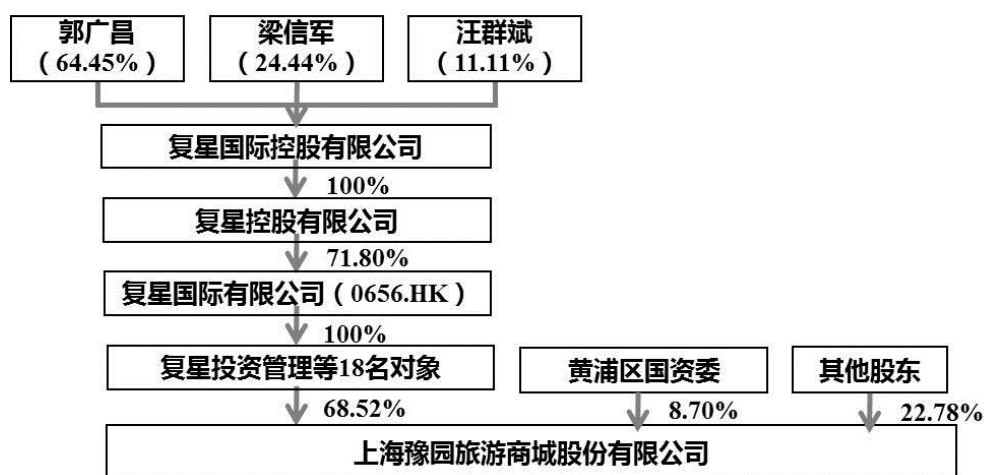 郭广昌
（64.45%）
梁信军
（24.44%）
汪群斌
（11.11%）
复星国际控股有限公司
100%
复星控股有限公司
71.80%
复星国际有限公司（0656.HK）
100%
复星投资管理等18名对象
黄浦区国资委
其他股东
68.52%
8.70%
22.78%
上海豫园旅游商城股份有限公司